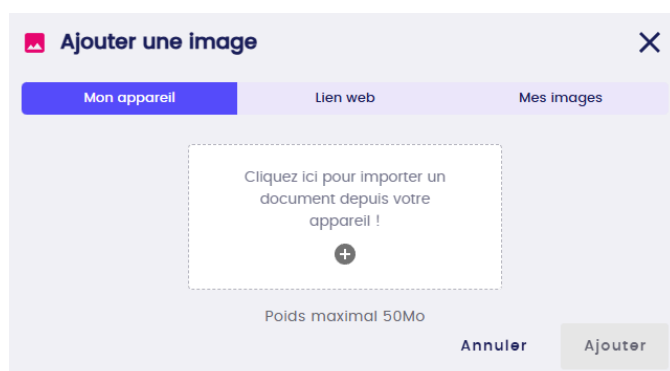 Ajouter une image
Mon appareil
Lien web
Mes images
Cliquez ici pour importer un
document depuis votre
appareil !
Poids maximal 50Mo
Annuler
Ajouter